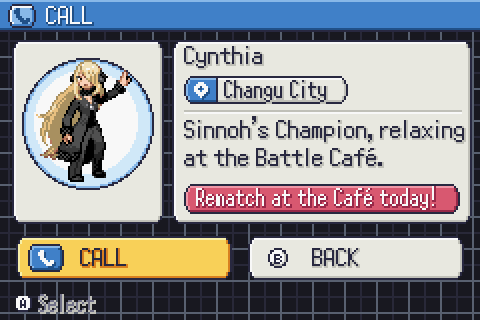 CALL
Cynthia
Changu City
Sinnoh's Champion, relaxing
at the Battle Café.
Rematch at the Café today!
CALL
B BACK
A Select